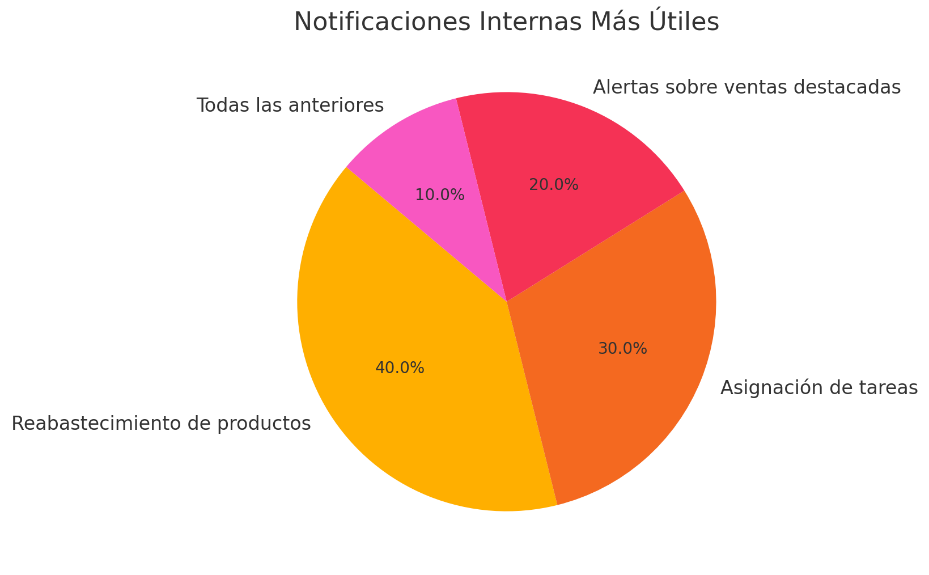 Notificaciones Internas Más Útiles
Alertas sobre ventas destacadas
Todas las anteriores
20.0%
10.0%
30.0%
40.0%
Asignación de tareas
Reabastecimiento de productos